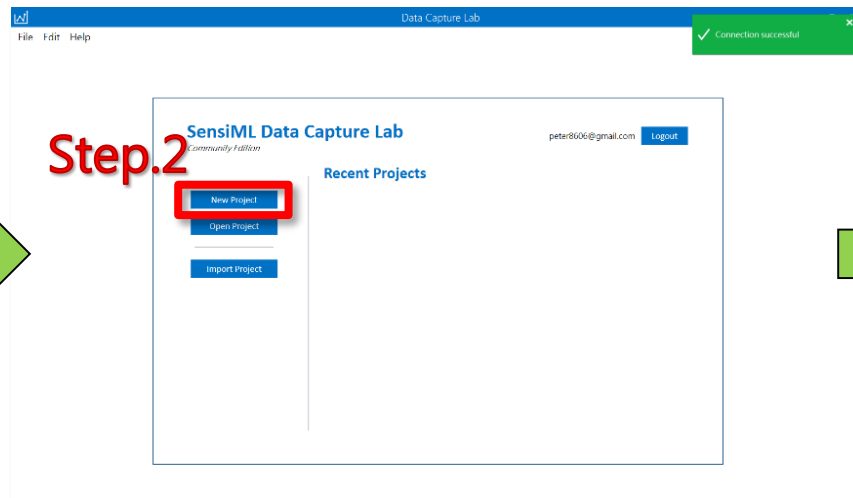 Data Capture Lab
File Edit Help
Connection successful
SensiML Data Capture Lab
Community Edition
peter8606@gmail.com Logout
Step.2
Recent Projects
New Project
Open Project
Import Project